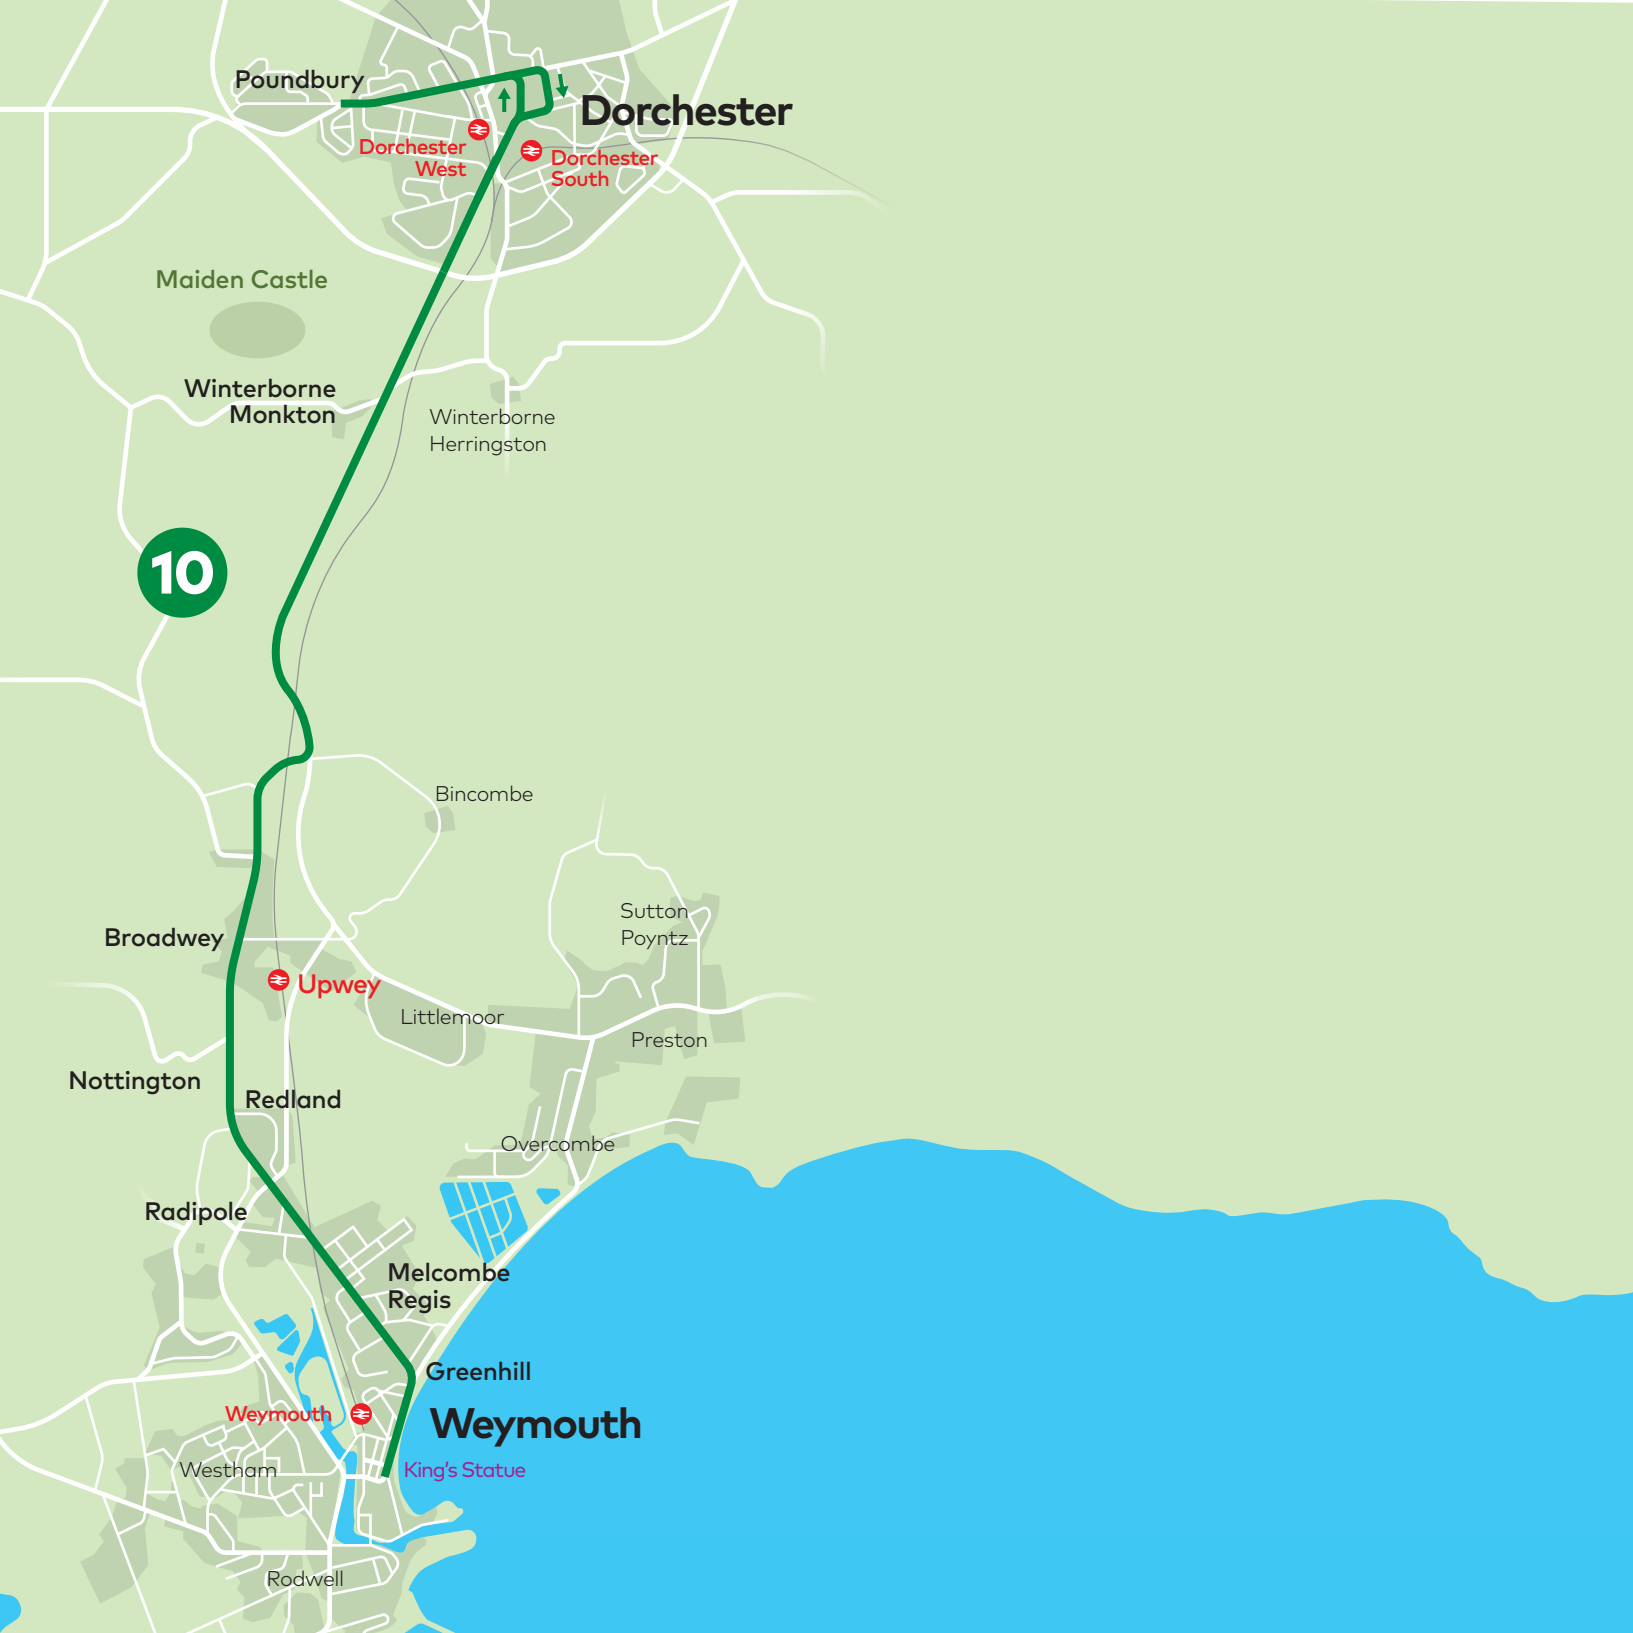 Poundbury
Dorchester
Dorchester
West
Dorchester
South
Maiden Castle
Winterborne
Monkton
Winterborne
Herringston
10
Bincombe
Sutton
Poyntz
Broadwey
Upwey
Littlemoor
Preston
Nottington
Redland
Overcombe
Radipole
Melcombe
Regis
Greenhill
Weymouth
Weymouth
King's Statue
Westham
Rodwell